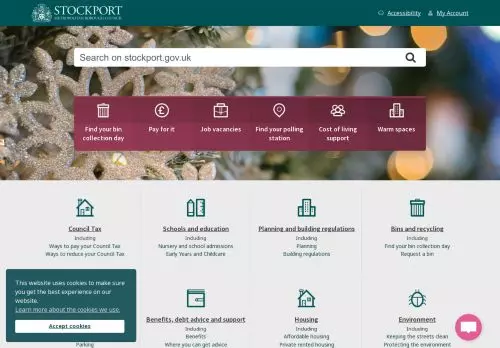 STOCKPORT
METROPOLITAN BOROUGH COUNCIL
Accessibility
My Account
Search on stockport.gov.uk
Find your bin
collection day
Pay for it
Job vacancies
Find your polling
station
Cost of living
support
Warm spaces
Council Tax
Including
Ways to pay your Council Tax
Ways to reduce your Council Tax
Schools and education
Including
Nursery and school admissions
Early Years and Childcare
Planning and building regulations
Including
Planning
Building regulations
Bins and recycling
Including
Find your bin collection day
Request a bin
This website uses cookies to make sure
you get the best experience on our
website.
Learn more about the cookies we use.
Accept cookies
Parking
Benefits, debt advice and support
Including
Benefits
Where you can get advice
Housing
Including
Affordable housing
Private rented housing
Environment
Including
Keeping the streets clean
Protecting the environment